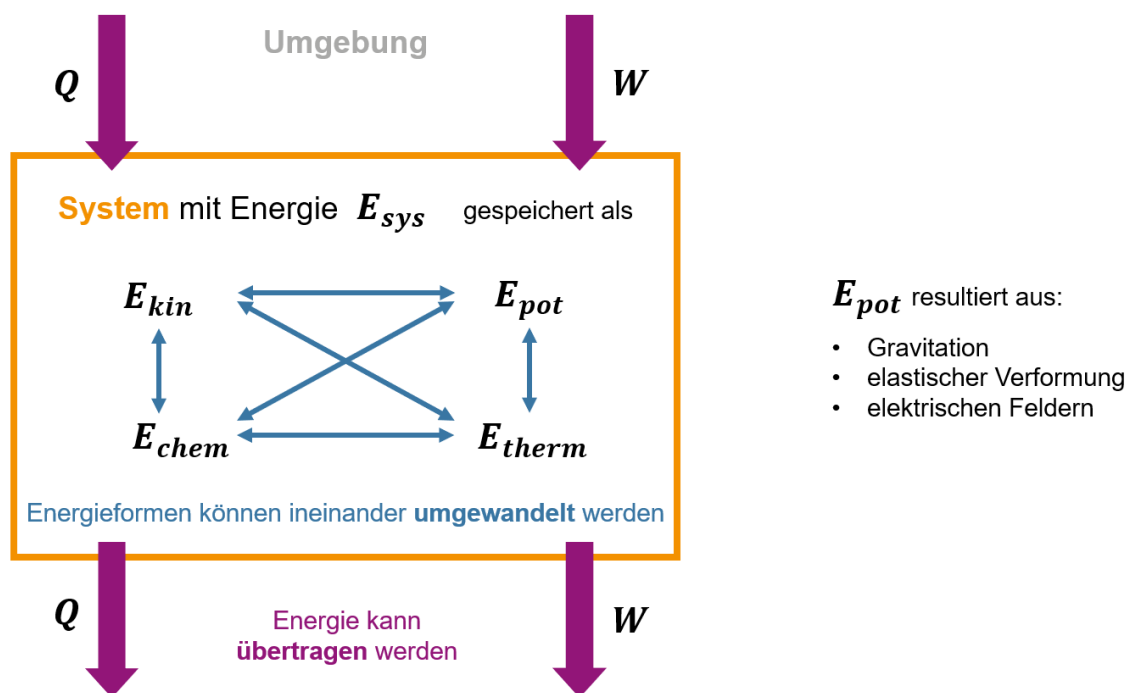 Umgebung
Q
W
System mit Energie E_sys gespeichert als
E_kin
E_pot
E_chem
E_therm
Energieformen können ineinander umgewandelt werden
Q
W
Energie kann
übertragen werden
E_pot resultiert aus:
• Gravitation
• elastischer Verformung
• elektrischen Feldern